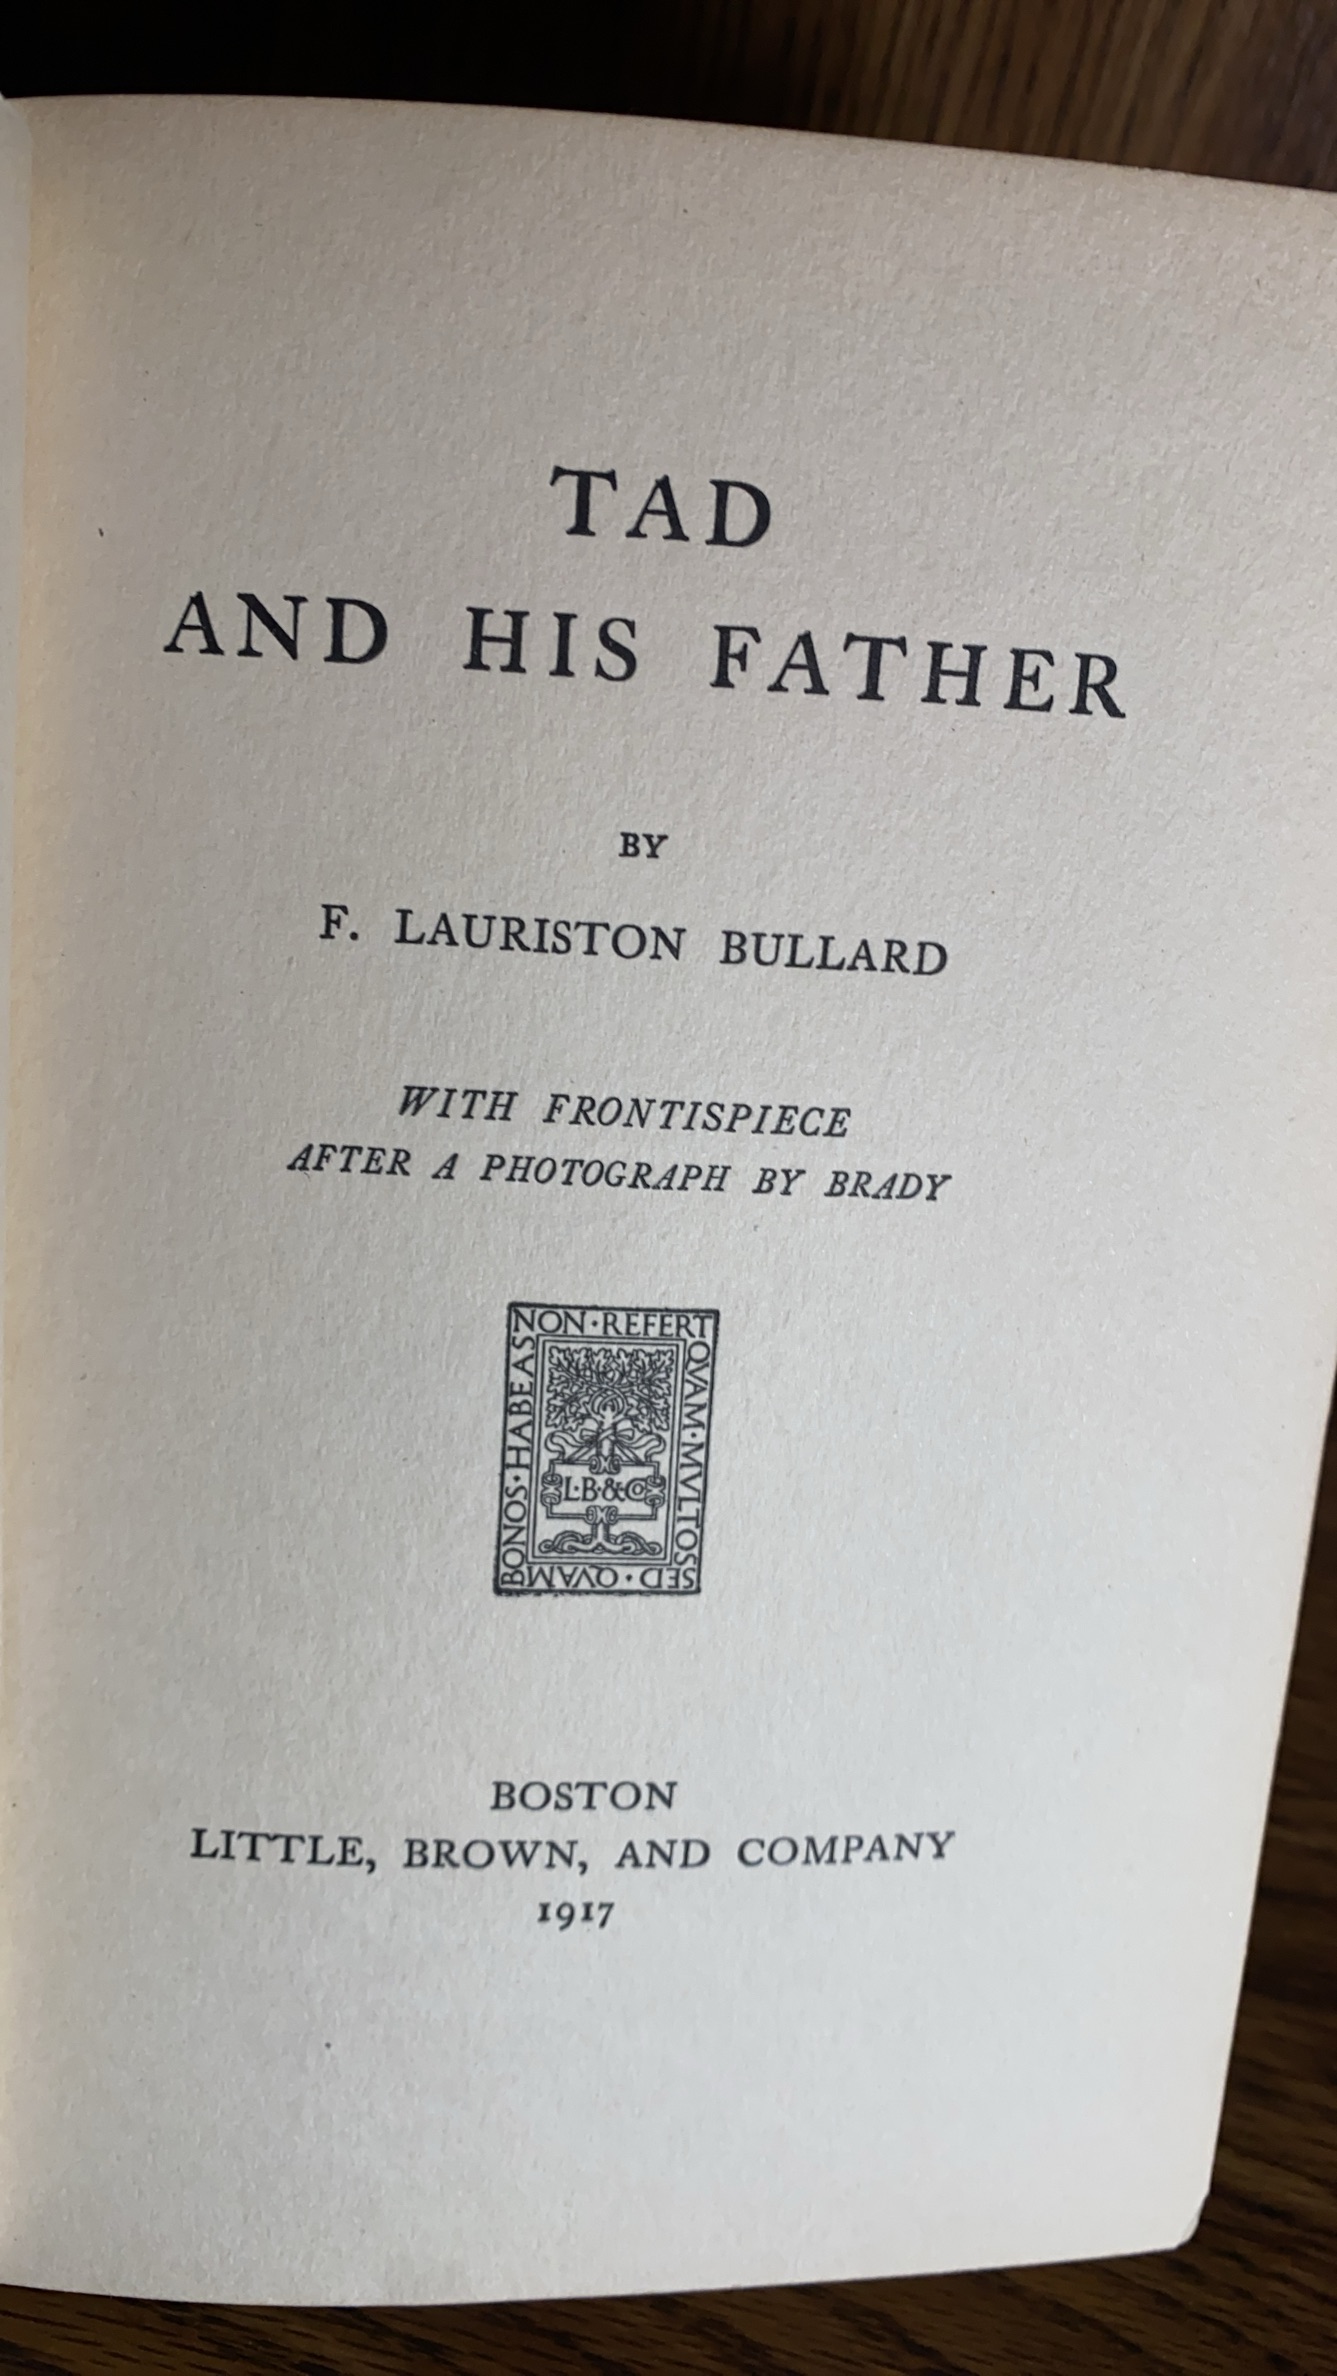 TAD
AND HIS FATHER
BY
F. LAURISTON BULLARD
WITH FRONTISPIECE
AFTER A PHOTOGRAPH BY BRADY
NON·REFERT
QVAM·MVLTOS
SED·QVAM
BONOS·HABEAS
L·B·&Co
BOSTON
LITTLE, BROWN, AND COMPANY
1917